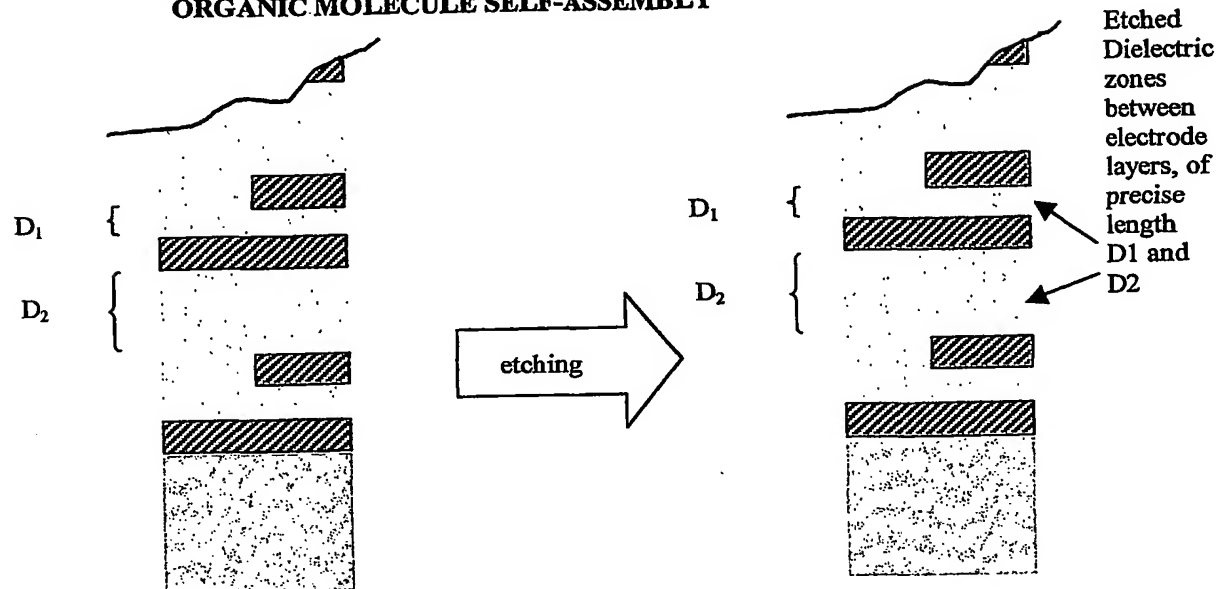 ORGANIC MOLECULE SELF-ASSEMBLY
D₁
D₂
etching
D₁
D₂
Etched
Dielectric
zones
between
electrode
layers, of
precise
length
D1 and
D2